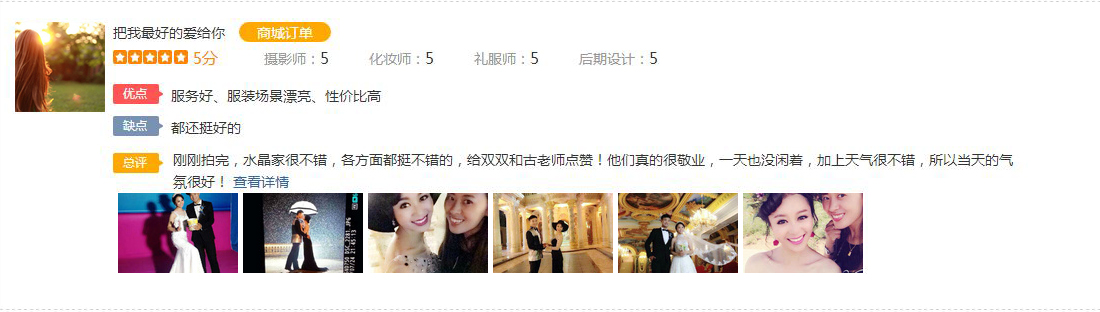 把我最好的爱给你 商城订单
5分 摄影师：5 化妆师：5 礼服师：5 后期设计：5
优点 服务好、服装场景漂亮、性价比高
缺点 都还挺好的
总评 刚刚拍完，水晶家很不错，各方面都挺不错的，给双双和古老师点赞！他们真的很敬业，一天也没闲着，加上天气很不错，所以当天的气
氛很好！ 查看详情